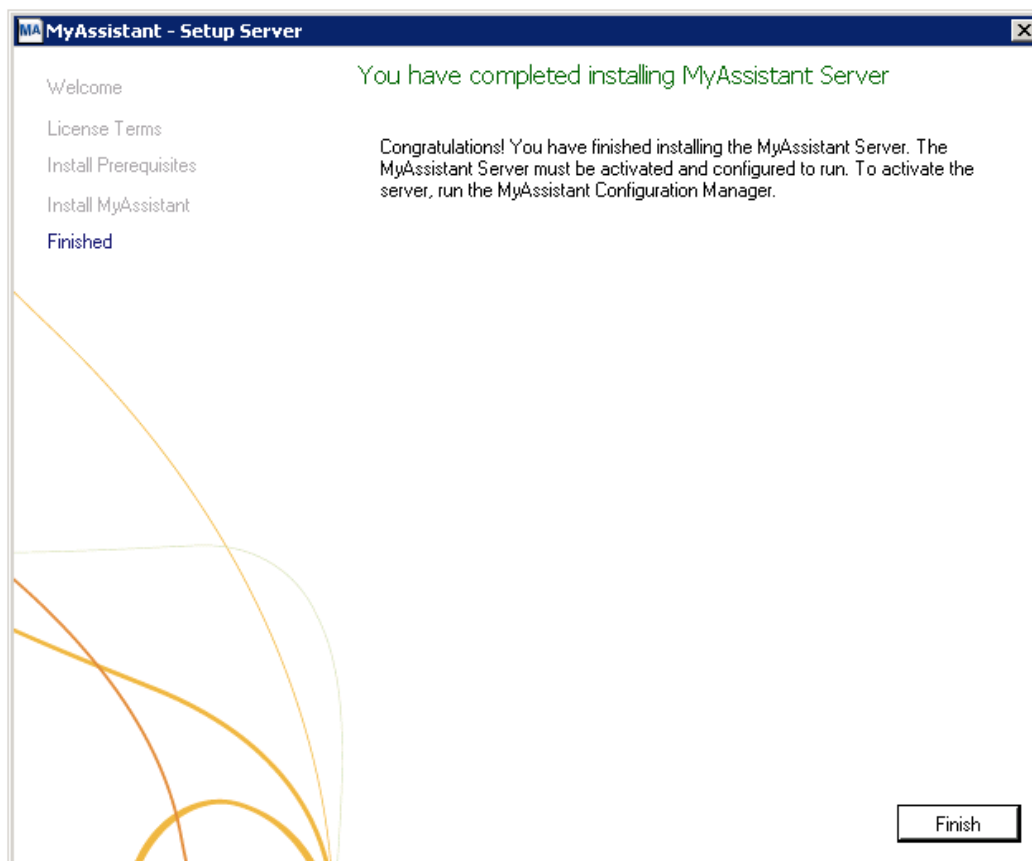 MA MyAssistant - Setup Server
Welcome
License Terms
Install Prerequisites
Install MyAssistant
Finished
You have completed installing MyAssistant Server
Congratulations! You have finished installing the MyAssistant Server. The
MyAssistant Server must be activated and configured to run. To activate the
server, run the MyAssistant Configuration Manager.
Finish